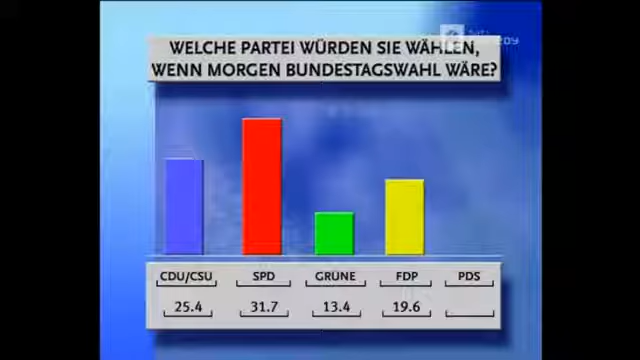 WELCHE PARTEI WÜRDEN SIE WÄHLEN,
WENN MORGEN BUNDESTAGSWAHL WÄRE?
CDU/CSU SPD GRÜNE FDP PDS
25.4 31.7 13.4 19.6